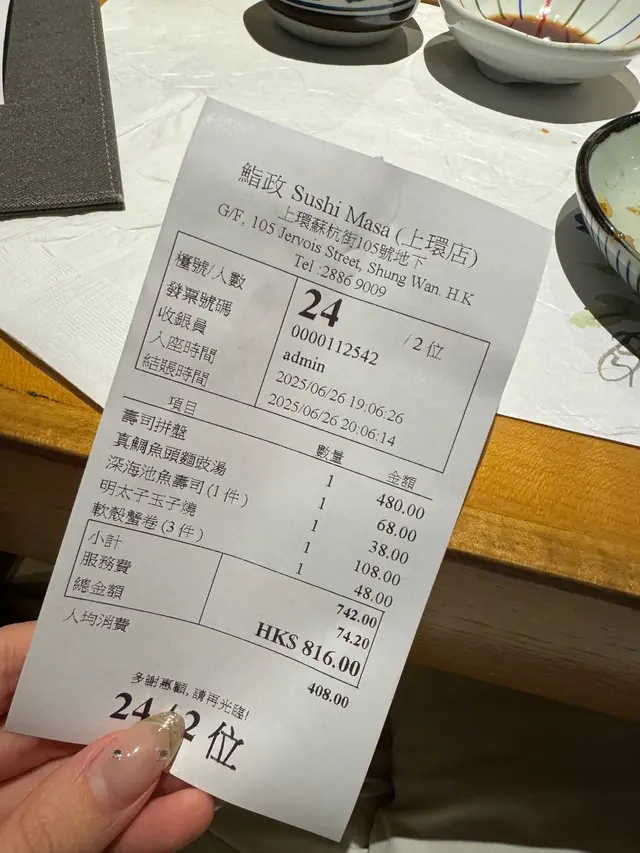 鮨政 Sushi Masa (上環店)
上環蘇杭街105號地下
G/F, 105 Jervois Street, Shung Wan. H.K
Tel :2886 9009
檯號/人數 24 / 2 位
發票號碼 0000112542
收銀員 admin
入座時間 2025/06/26 19:06:26
結賬時間 2025/06/26 20:06:14
項目 數量 金額
壽司拼盤 1 480.00
真鯛魚頭麵豉湯 1 68.00
深海池魚壽司 (1 件) 1 38.00
明太子玉子燒 1 108.00
軟殼蟹卷 (3 件) 1 48.00
小計 742.00
服務費 74.20
總金額 HK$ 816.00
人均消費 408.00
多謝惠顧, 請再光臨!
24 / 2 位